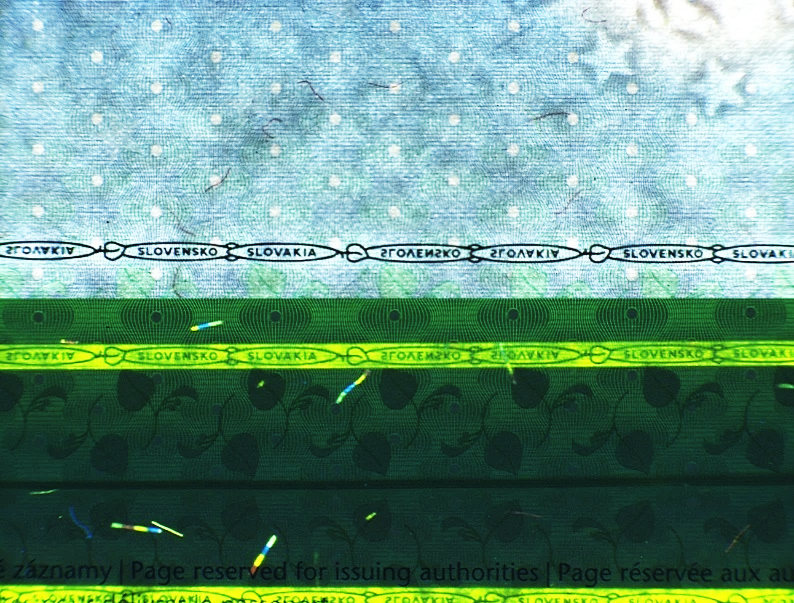 SLOVAKIA SLOVENSKO SLOVAKIA SLOVENSKO SLOVAKIA SLOVENSKO SLOVAKIA
SLOVAKIA SLOVENSKO SLOVAKIA SLOVENSKO SLOVAKIA SLOVENSKO SLOVAKIA
záznamy | Page reserved for issuing authorities | Page réservée aux